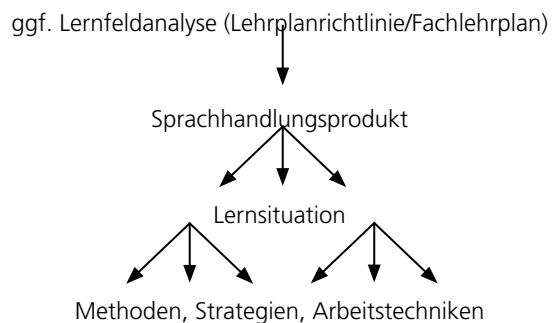 ggf. Lernfeldanalyse (Lehrplanrichtlinie/Fachlehrplan)
Sprachhandlungsprodukt
Lernsituation
Methoden, Strategien, Arbeitstechniken